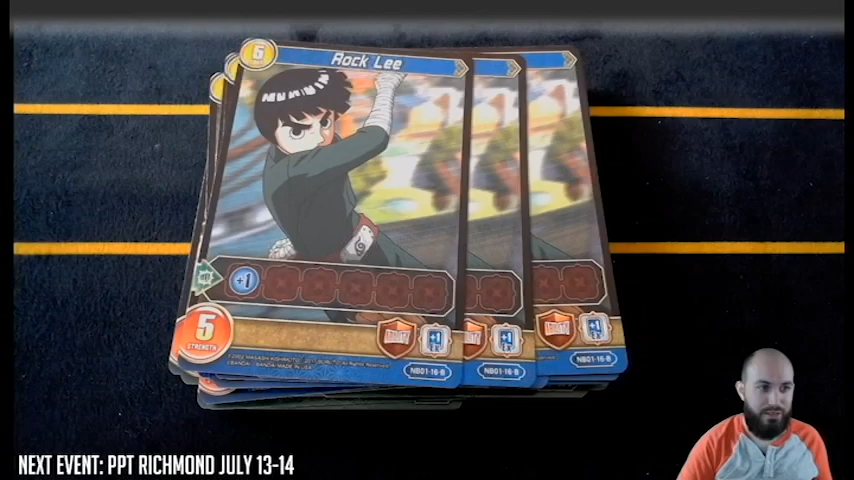 5
Rock Lee
+1
5
STRENGTH
NB01-16-B
NB01-16-B
NB01-16-B
NEXT EVENT: PPT RICHMOND JULY 13-14